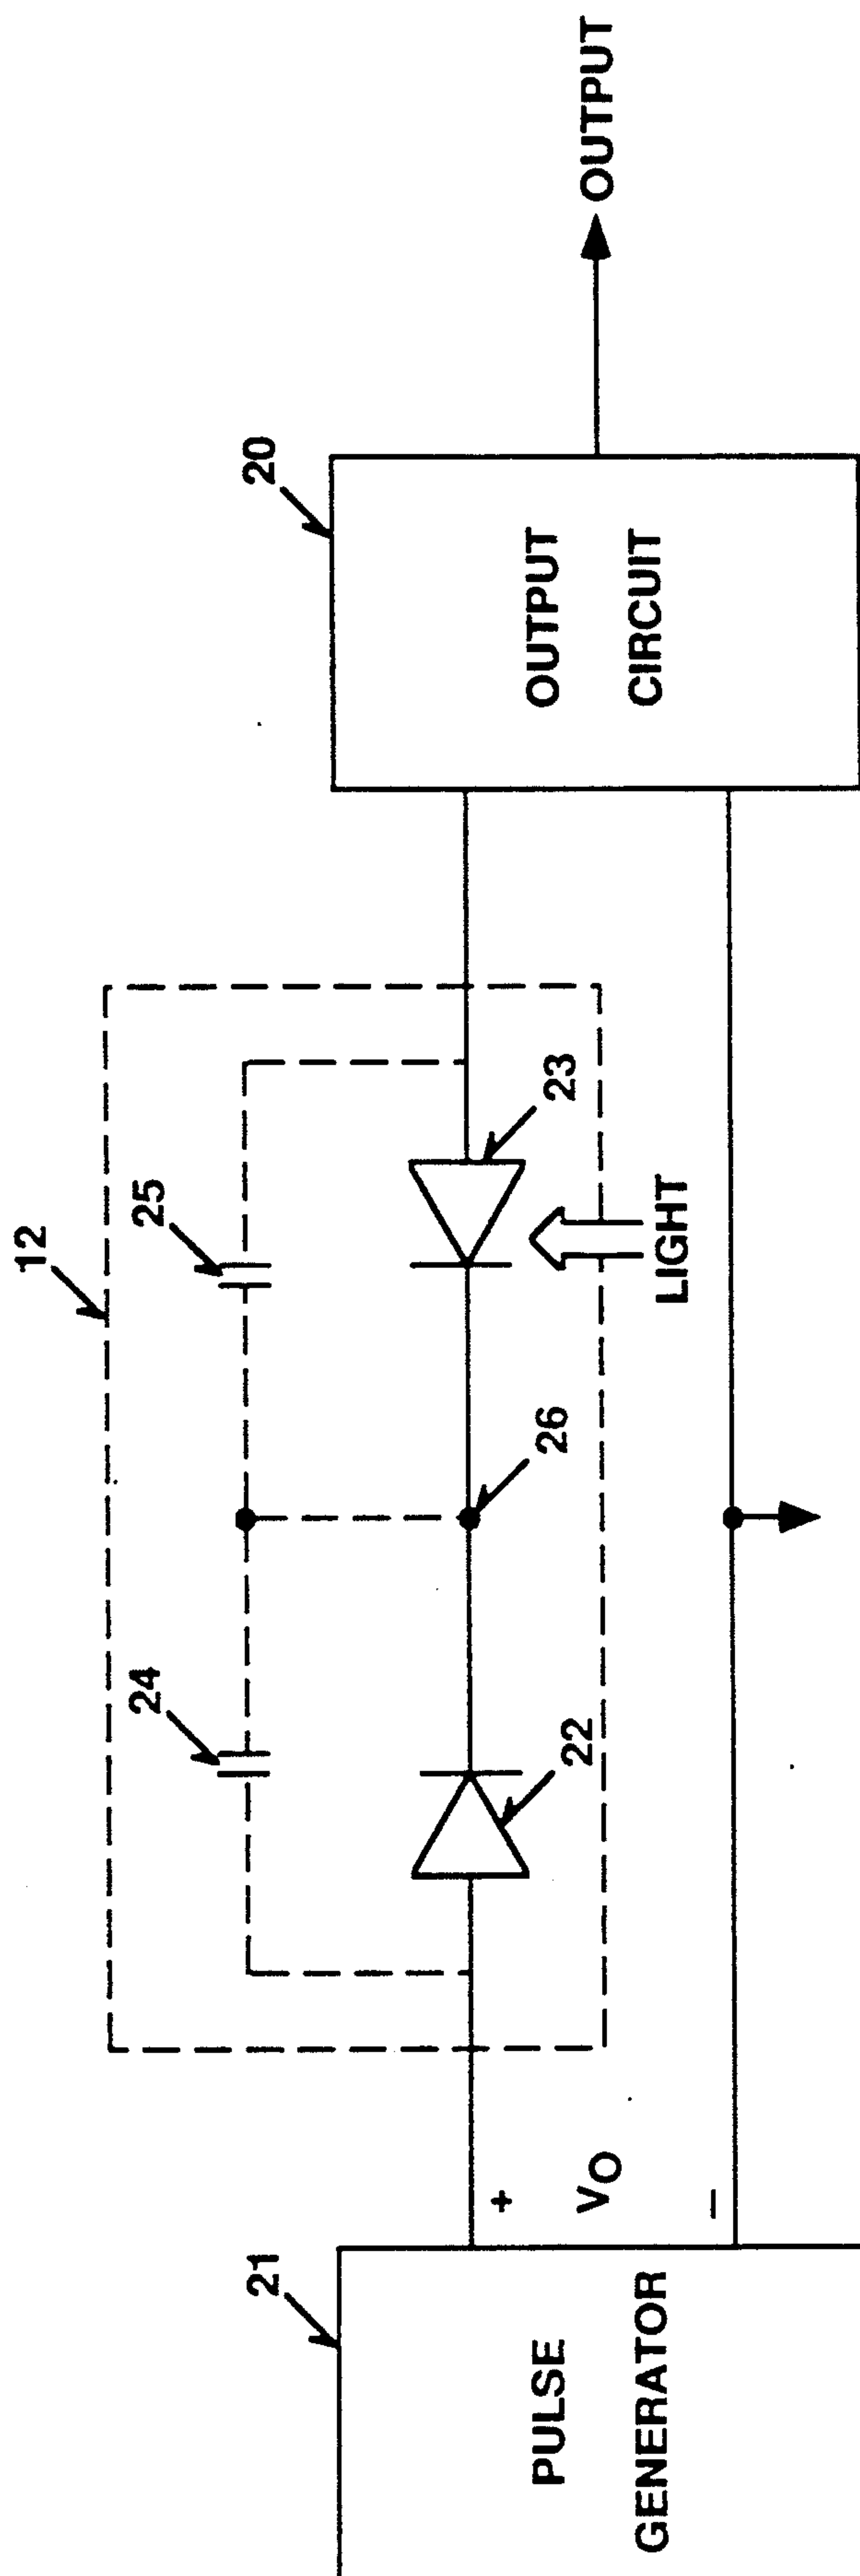 12
24
25
26
22
23
LIGHT
21
PULSE
GENERATOR
+
VO
–
20
OUTPUT
CIRCUIT
OUTPUT